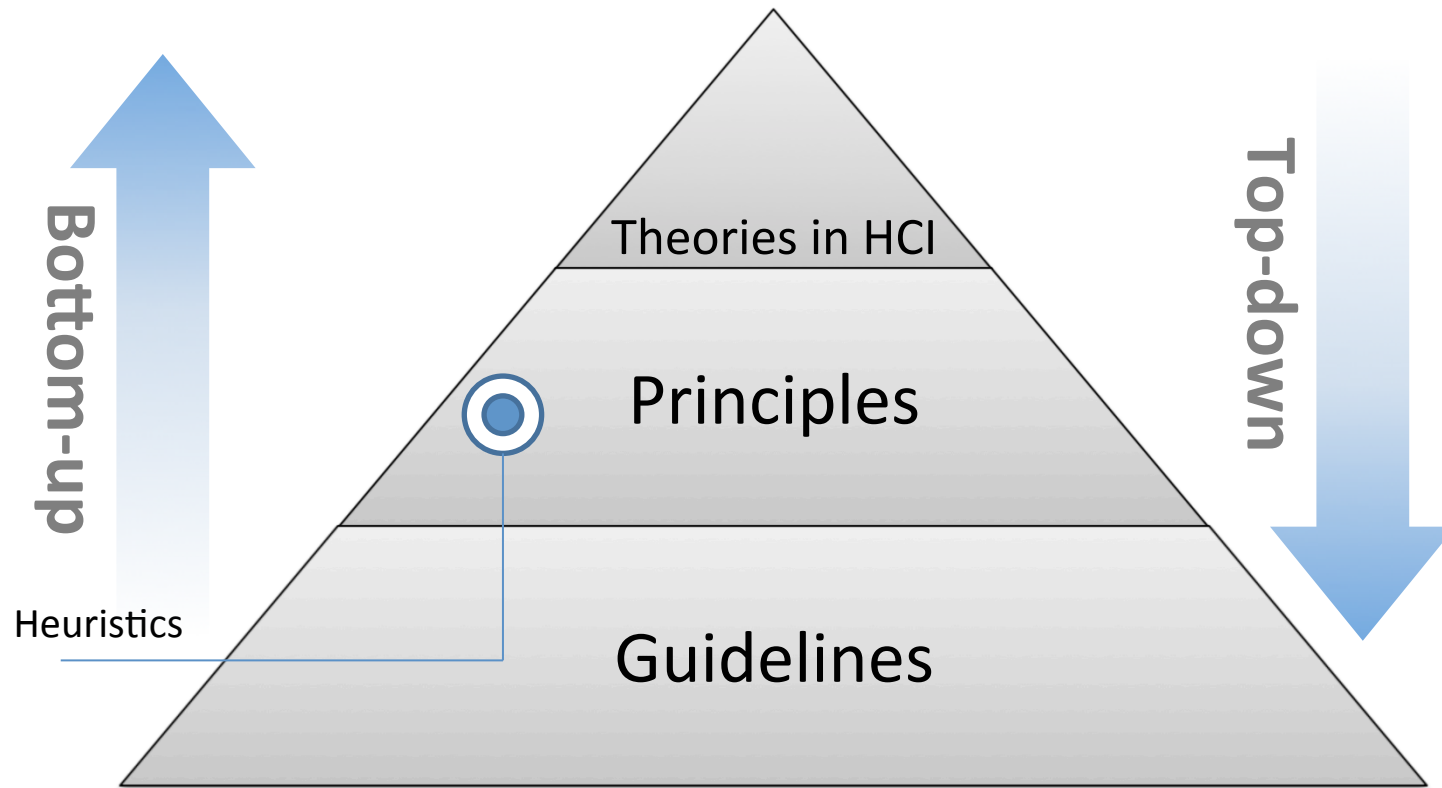 Bottom-up
Theories in HCI
Top-down
Principles
Heuristics
Guidelines